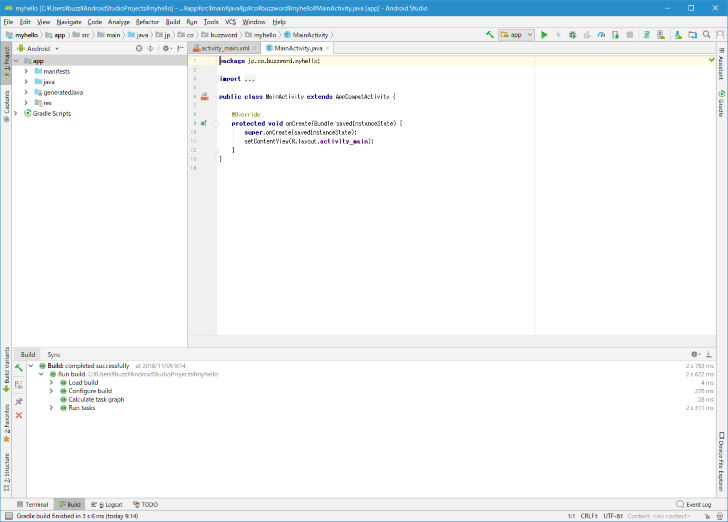 myhello [C:¥Users¥buzz¥AndroidStudioProjects¥myhello] - ...¥app¥src¥main¥java¥jp¥co¥buzzword¥myhello¥MainActivity.java [app] - Android Studio
File Edit View Navigate Code Analyze Refactor Build Run Tools VCS Window Help
myhello app src main java jp co buzzword myhello MainActivity
app
Android
activity_main.xml
MainActivity.java
1: Project
Captures
Build Variants
2: Favorites
7: Structure
Assistant
Gradle
Device File Explorer
app
manifests
java
generatedJava
res
Gradle Scripts
1 package jp.co.buzzword.myhello;
2
3 import ...
5
6 public class MainActivity extends AppCompatActivity {
7
8 @Override
9 protected void onCreate(Bundle savedInstanceState) {
10 super.onCreate(savedInstanceState);
11 setContentView(R.layout.activity_main);
12 }
13 }
14
Build Sync
Build: completed successfully at 2018/11/05 9:14 2 s 783 ms
Run build C:¥Users¥buzz¥AndroidStudioProjects¥myhello 2 s 622 ms
Load build 4 ms
Configure build 278 ms
Calculate task graph 28 ms
Run tasks 2 s 311 ms
Terminal Build 6: Logcat TODO Event Log
Gradle build finished in 3 s 6 ms (today 9:14) 1:1 CRLF UTF-8 Context: <no context>